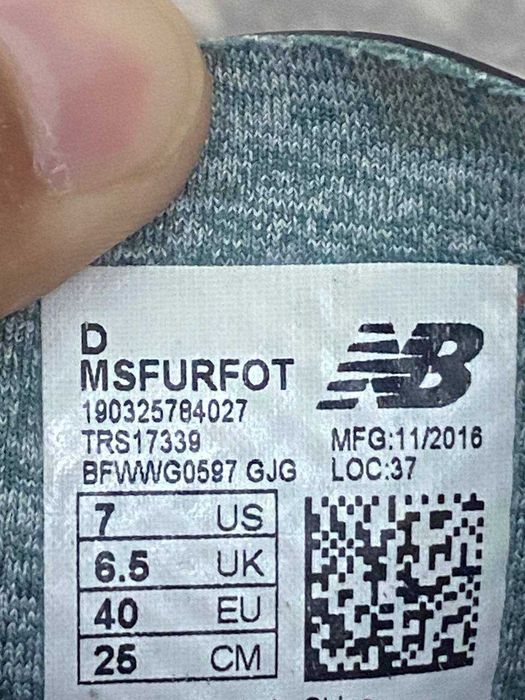 D
MSFURFOT
190325784027
TRS17339
BFWWG0597 GJG
NB
MFG:11/2016
LOC:37
7 US
6.5 UK
40 EU
25 CM